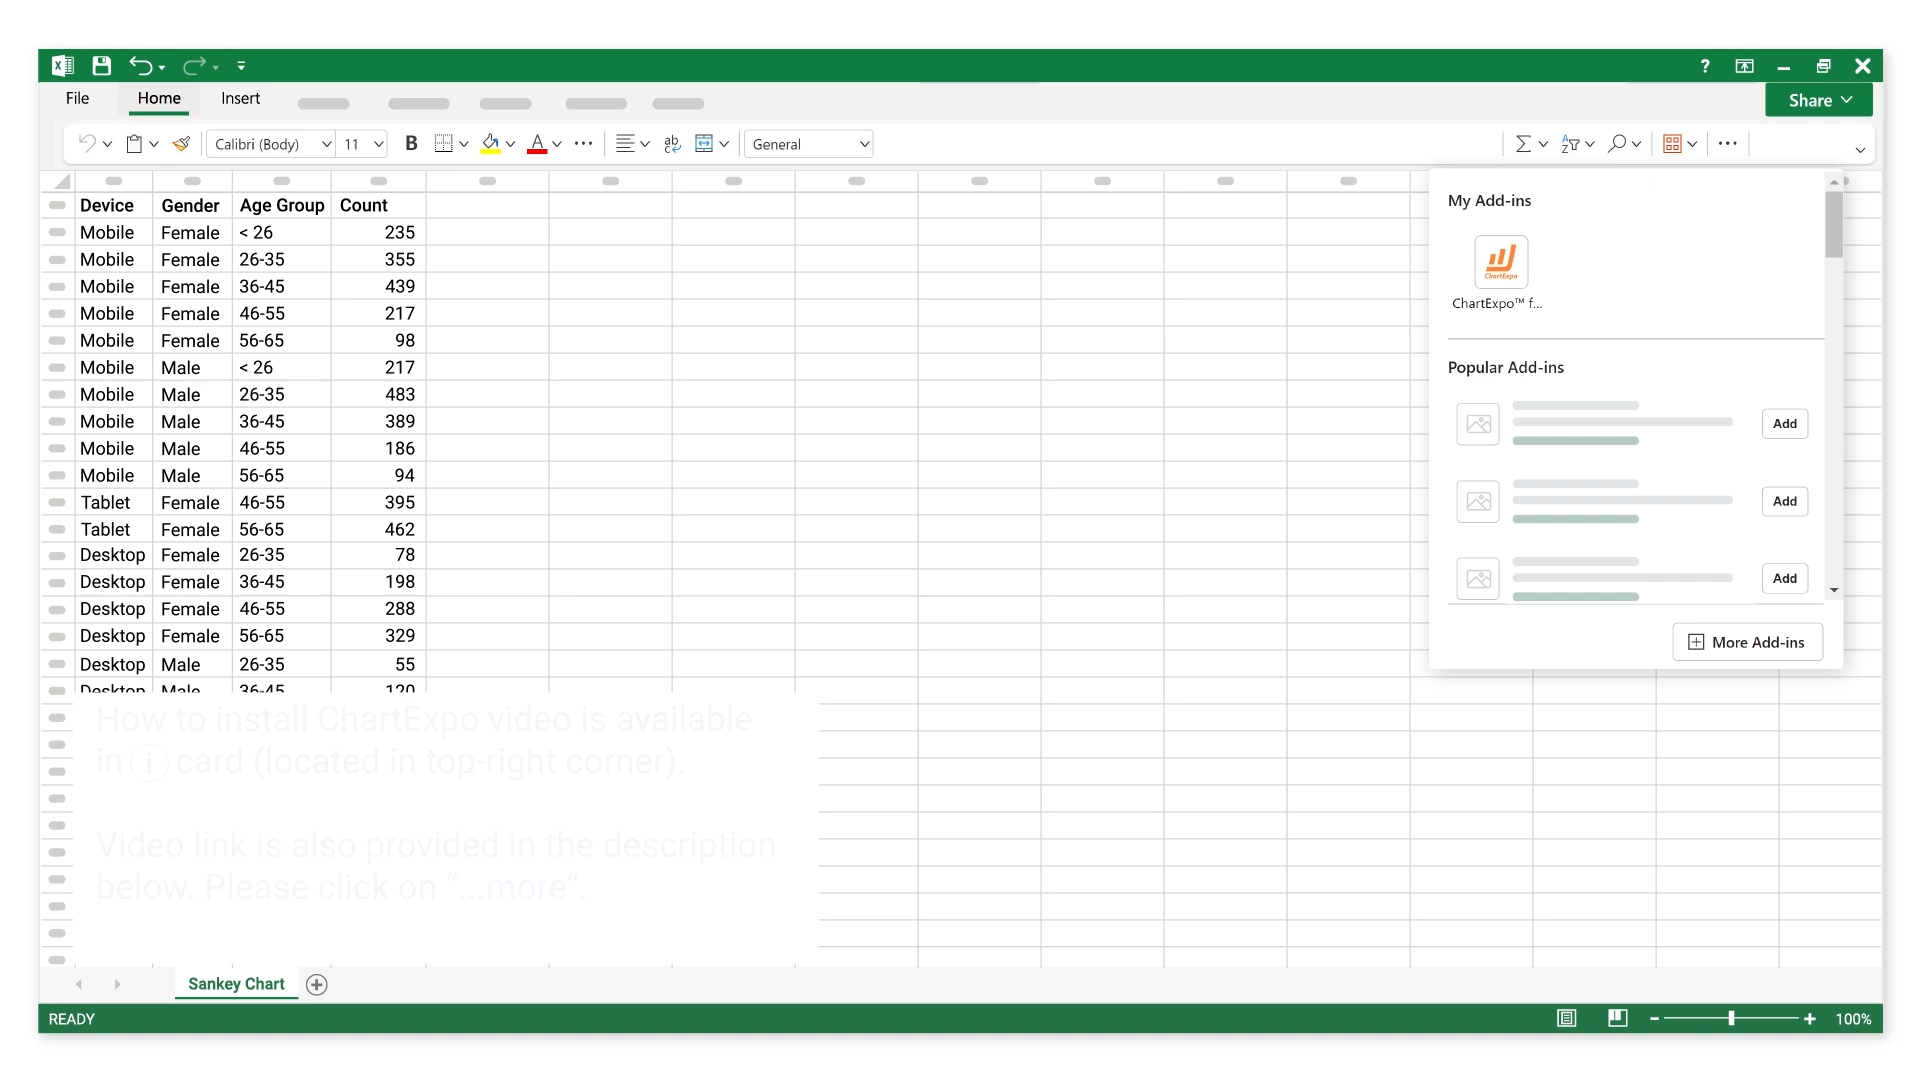 File Home Insert
Share
Calibri (Body) 11 B General
Device Gender Age Group Count
Mobile Female < 26 235
Mobile Female 26-35 355
Mobile Female 36-45 439
Mobile Female 46-55 217
Mobile Female 56-65 98
Mobile Male < 26 217
Mobile Male 26-35 483
Mobile Male 36-45 389
Mobile Male 46-55 186
Mobile Male 56-65 94
Tablet Female 46-55 395
Tablet Female 56-65 462
Desktop Female 26-35 78
Desktop Female 36-45 198
Desktop Female 46-55 288
Desktop Female 56-65 329
Desktop Male 26-35 55
Desktop Male 36-45 120
How to install ChartExpo video is available
in i card (located in top-right corner).
Video link is also provided in the description
below. Please click on "...more".
My Add-ins
ChartExpo
ChartExpo™ f...
Popular Add-ins
Add
Add
Add
More Add-ins
Sankey Chart
READY
100%